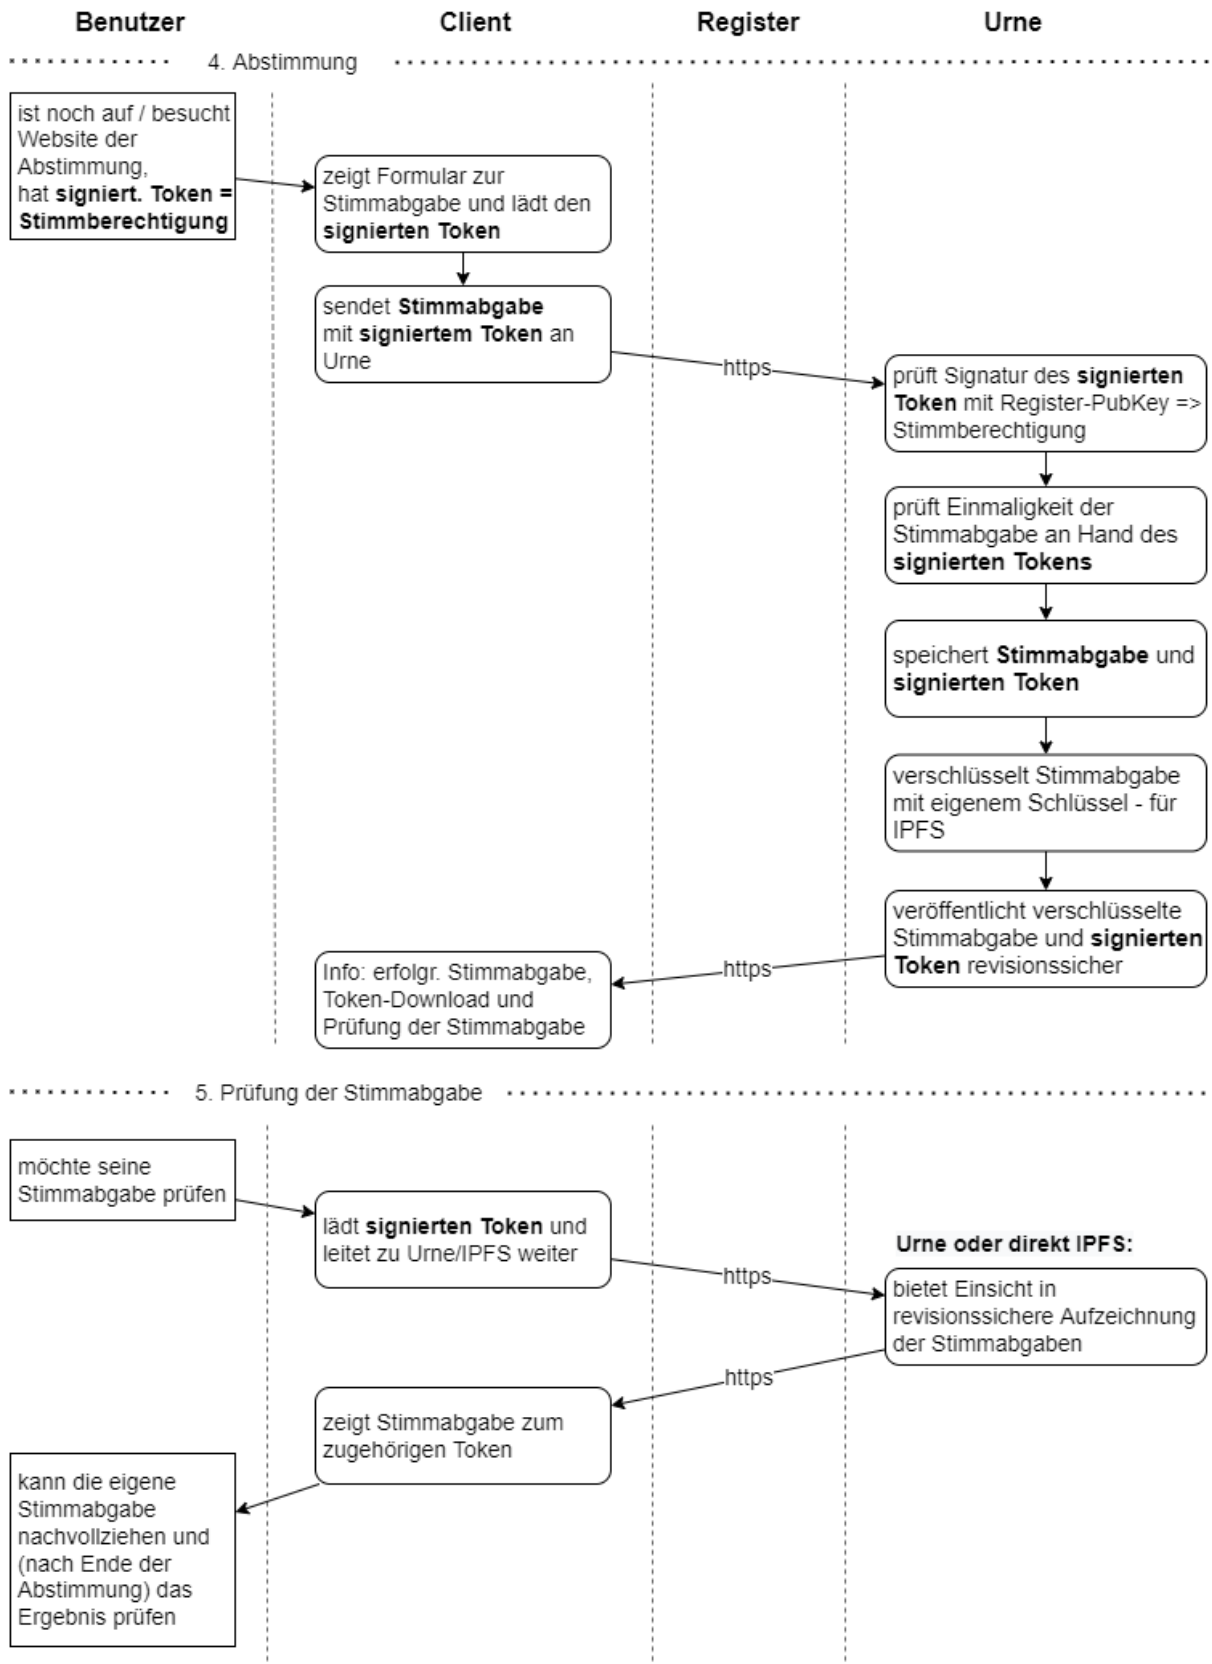 Benutzer Client Register Urne
4. Abstimmung
ist noch auf / besucht
Website der
Abstimmung,
hat signiert. Token =
Stimmberechtigung
zeigt Formular zur
Stimmabgabe und lädt den
signierten Token
sendet Stimmabgabe
mit signiertem Token an
Urne
https
prüft Signatur des signierten
Token mit Register-PubKey =>
Stimmberechtigung
prüft Einmaligkeit der
Stimmabgabe an Hand des
signierten Tokens
speichert Stimmabgabe und
signierten Token
verschlüsselt Stimmabgabe
mit eigenem Schlüssel - für
IPFS
veröffentlicht verschlüsselte
Stimmabgabe und signierten
Token revisionssicher
https
Info: erfolgr. Stimmabgabe,
Token-Download und
Prüfung der Stimmabgabe
5. Prüfung der Stimmabgabe
möchte seine
Stimmabgabe prüfen
lädt signierten Token und
leitet zu Urne/IPFS weiter
https
Urne oder direkt IPFS:
bietet Einsicht in
revisionssichere Aufzeichnung
der Stimmabgaben
https
zeigt Stimmabgabe zum
zugehörigen Token
kann die eigene
Stimmabgabe
nachvollziehen und
(nach Ende der
Abstimmung) das
Ergebnis prüfen